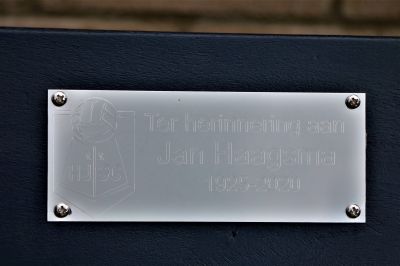 Ter herinnering aan
Jan Haagsma
1925-2020